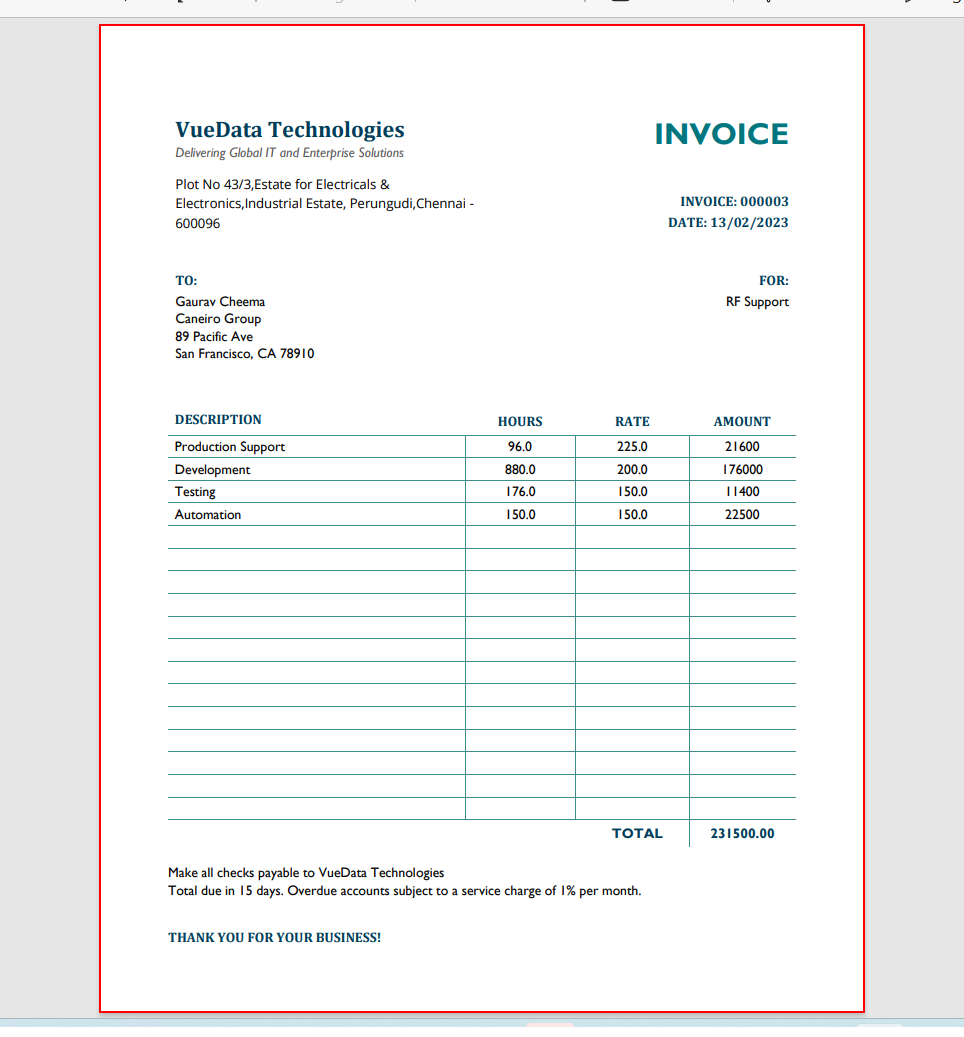 VueData Technologies
INVOICE
Delivering Global IT and Enterprise Solutions
Plot No 43/3,Estate for Electricals &
Electronics,Industrial Estate, Perungudi,Chennai -
600096
INVOICE: 000003
DATE: 13/02/2023
TO:
FOR:
Gaurav Cheema
RF Support
Caneiro Group
89 Pacific Ave
San Francisco, CA 78910
DESCRIPTION HOURS RATE AMOUNT
Production Support 96.0 225.0 21600
Development 880.0 200.0 176000
Testing 176.0 150.0 11400
Automation 150.0 150.0 22500
TOTAL 231500.00
Make all checks payable to VueData Technologies
Total due in 15 days. Overdue accounts subject to a service charge of 1% per month.
THANK YOU FOR YOUR BUSINESS!